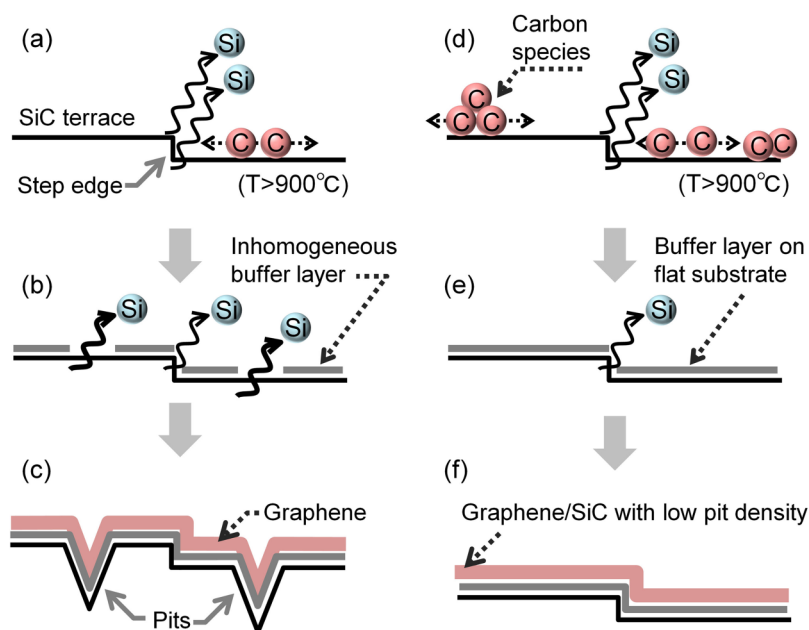 (a)
Si
Si
SiC terrace
C C
Step edge
(T>900°C)
(b)
Inhomogeneous
buffer layer
Si
Si
Si
(c)
Graphene
Pits
(d)
Carbon
species
Si
Si
C
C C
C C C C
(T>900°C)
(e)
Buffer layer on
flat substrate
Si
(f)
Graphene/SiC with low pit density